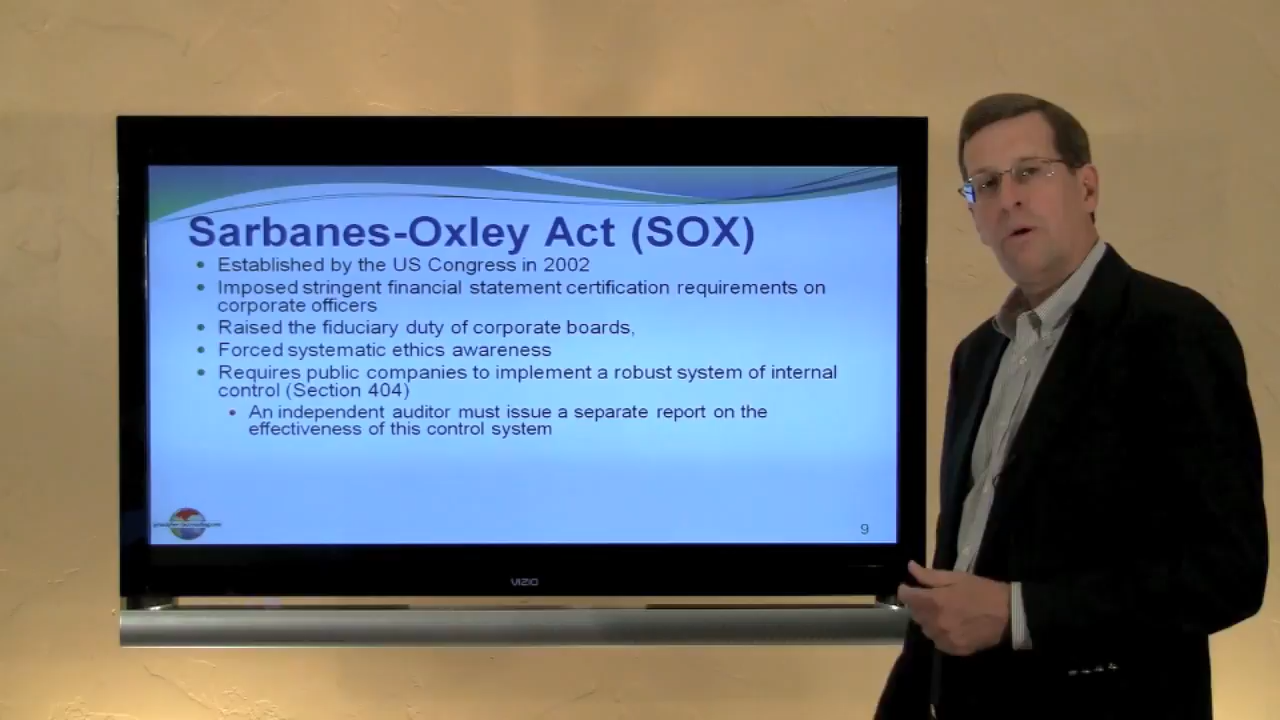 Sarbanes-Oxley Act (SOX)
• Established by the US Congress in 2002
• Imposed stringent financial statement certification requirements on
corporate officers
• Raised the fiduciary duty of corporate boards,
• Forced systematic ethics awareness
• Requires public companies to implement a robust system of internal
control (Section 404)
• An independent auditor must issue a separate report on the
effectiveness of this control system
9
VIZIO